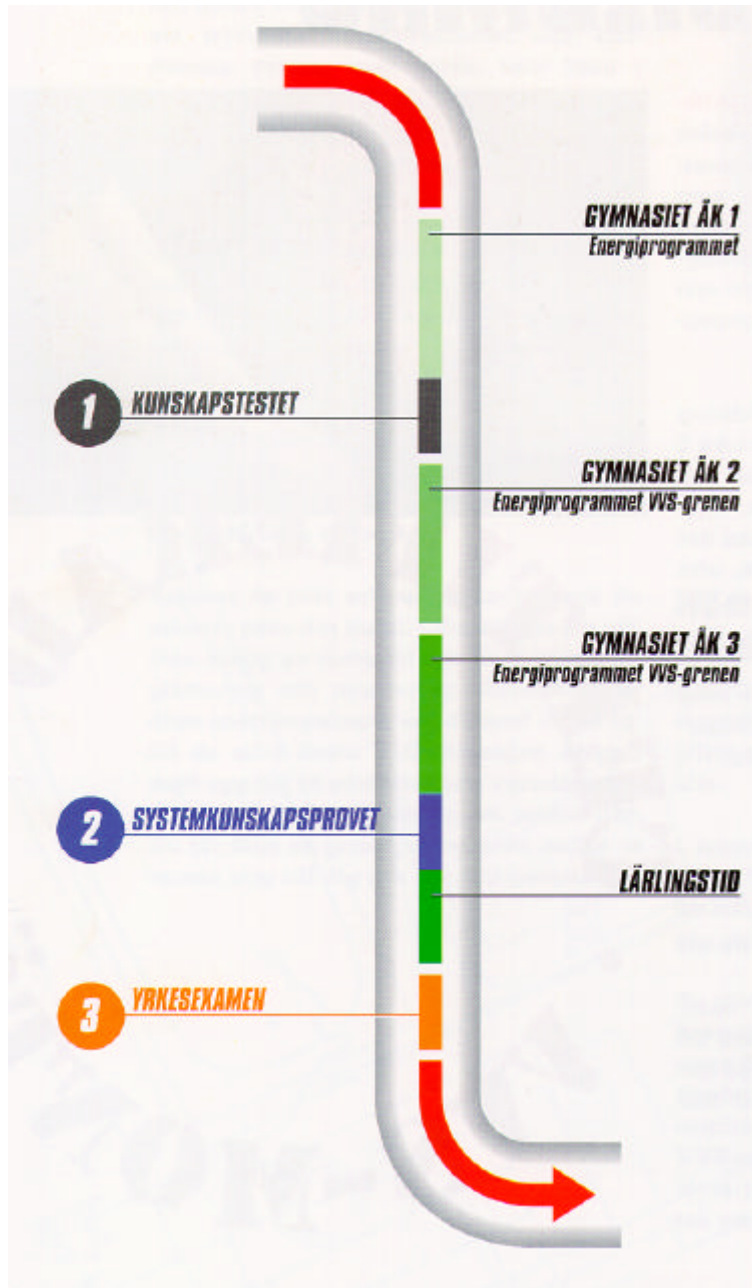 GYMNASIET ÅK 1
Energiprogrammet
1 KUNSKAPSTESTET
GYMNASIET ÅK 2
Energiprogrammet VVS-grenen
GYMNASIET ÅK 3
Energiprogrammet VVS-grenen
2 SYSTEMKUNSKAPSPROVET
LÄRLINGSTID
3 YRKESEXAMEN